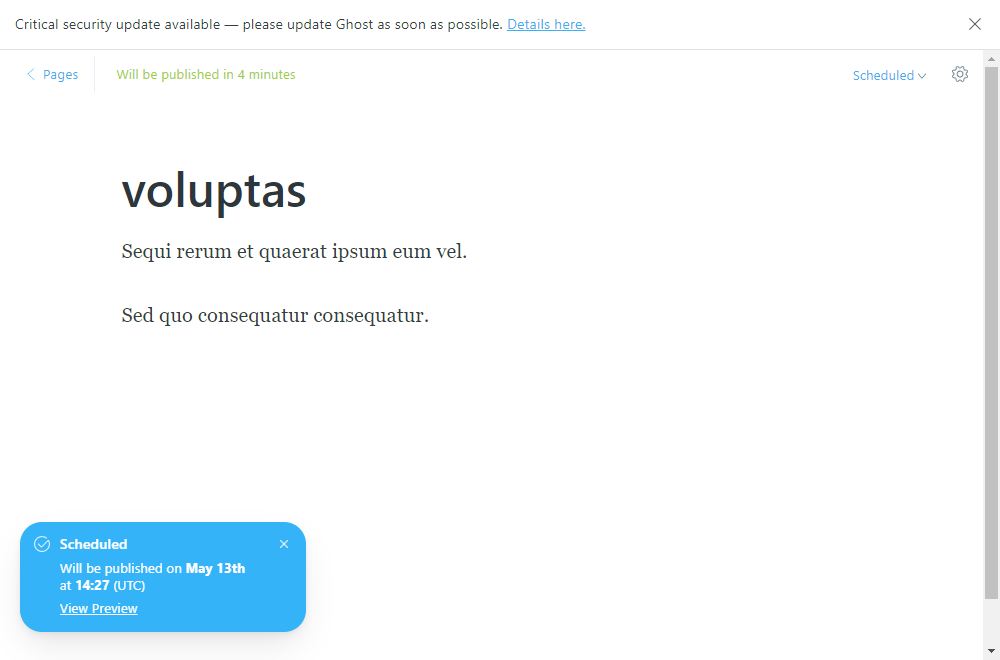 Critical security update available — please update Ghost as soon as possible. Details here.
Pages
Will be published in 4 minutes
Scheduled
voluptas
Sequi rerum et quaerat ipsum eum vel.
Sed quo consequatur consequatur.
Scheduled
Will be published on May 13th
at 14:27 (UTC)
View Preview